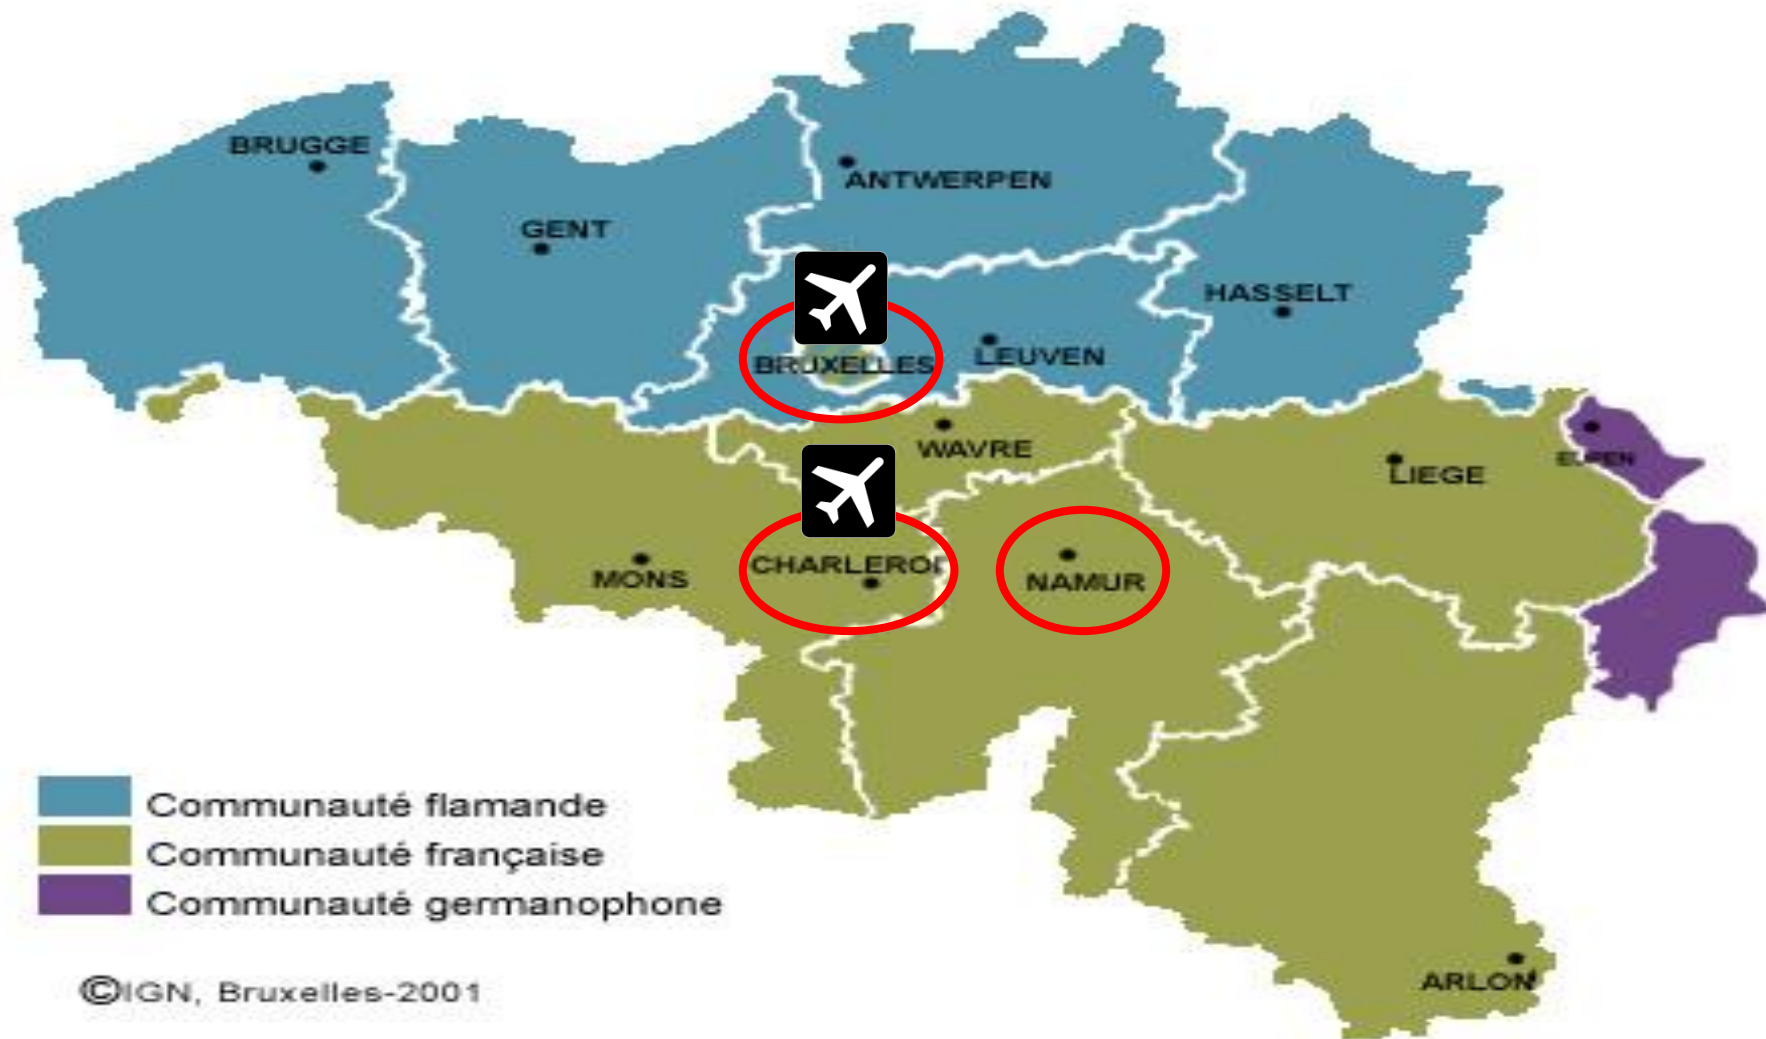 BRUGGE
ANTWERPEN
GENT
HASSELT
BRUXELLES
LEUVEN
WAVRE
LIEGE
EUPEN
CHARLEROI
MONS
NAMUR
Communauté flamande
Communauté française
Communauté germanophone
ARLON
©IGN, Bruxelles-2001